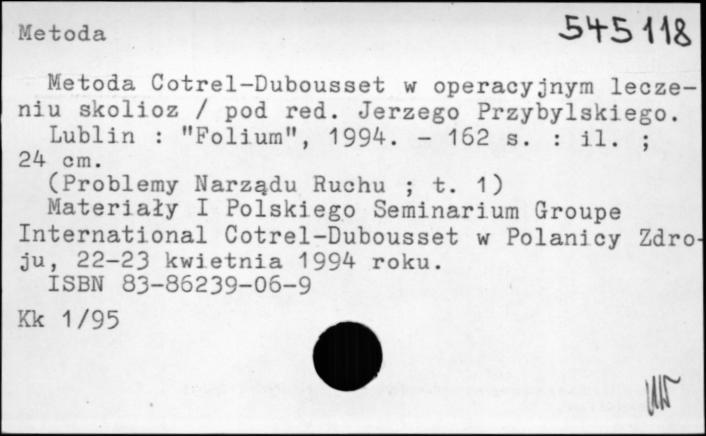 Metoda 545118
Metoda Cotrel-Dubousset w operacyjnym lecze-
niu skolioz / pod red. Jerzego Przybylskiego.
Lublin : "Folium", 1994. - 162 s. : il. ;
24 cm.
(Problemy Narządu Ruchu ; t. 1)
Materiały I Polskiego Seminarium Groupe
International Cotrel-Dubousset w Polanicy Zdro-
ju, 22-23 kwietnia 1994 roku.
ISBN 83-86239-06-9
Kk 1/95